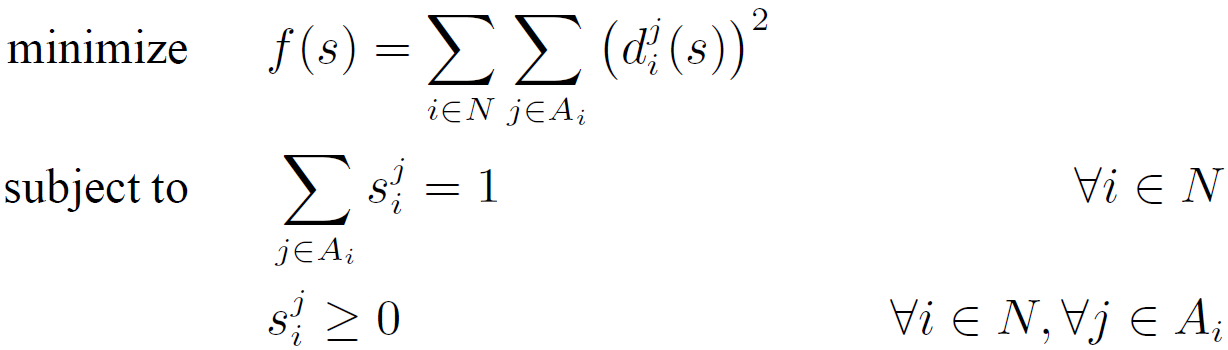 minimize f(s) = ∑_{i∈N} ∑_{j∈A_i} (d_i^j(s))^2
subject to ∑_{j∈A_i} s_i^j = 1 ∀i ∈ N
s_i^j ≥ 0 ∀i ∈ N, ∀j ∈ A_i